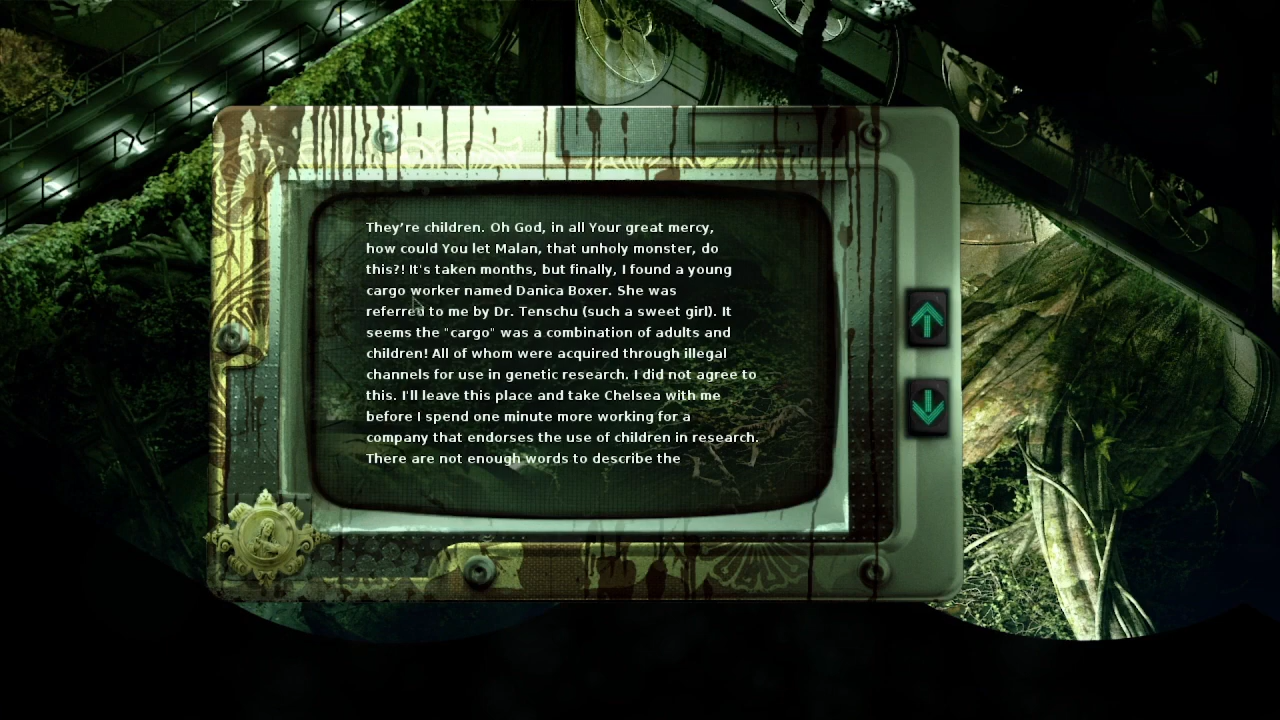 They’re children. Oh God, in all Your great mercy,
how could You let Malan, that unholy monster, do
this?! It's taken months, but finally, I found a young
cargo worker named Danica Boxer. She was
referred to me by Dr. Tenschu (such a sweet girl). It
seems the "cargo" was a combination of adults and
children! All of whom were acquired through illegal
channels for use in genetic research. I did not agree to
this. I'll leave this place and take Chelsea with me
before I spend one minute more working for a
company that endorses the use of children in research.
There are not enough words to describe the